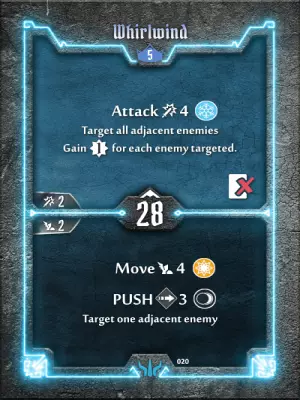 Whirlwind
5
Attack 4
Target all adjacent enemies
Gain 1 for each enemy targeted.
2
28
2
Move 4
PUSH 3
Target one adjacent enemy
020